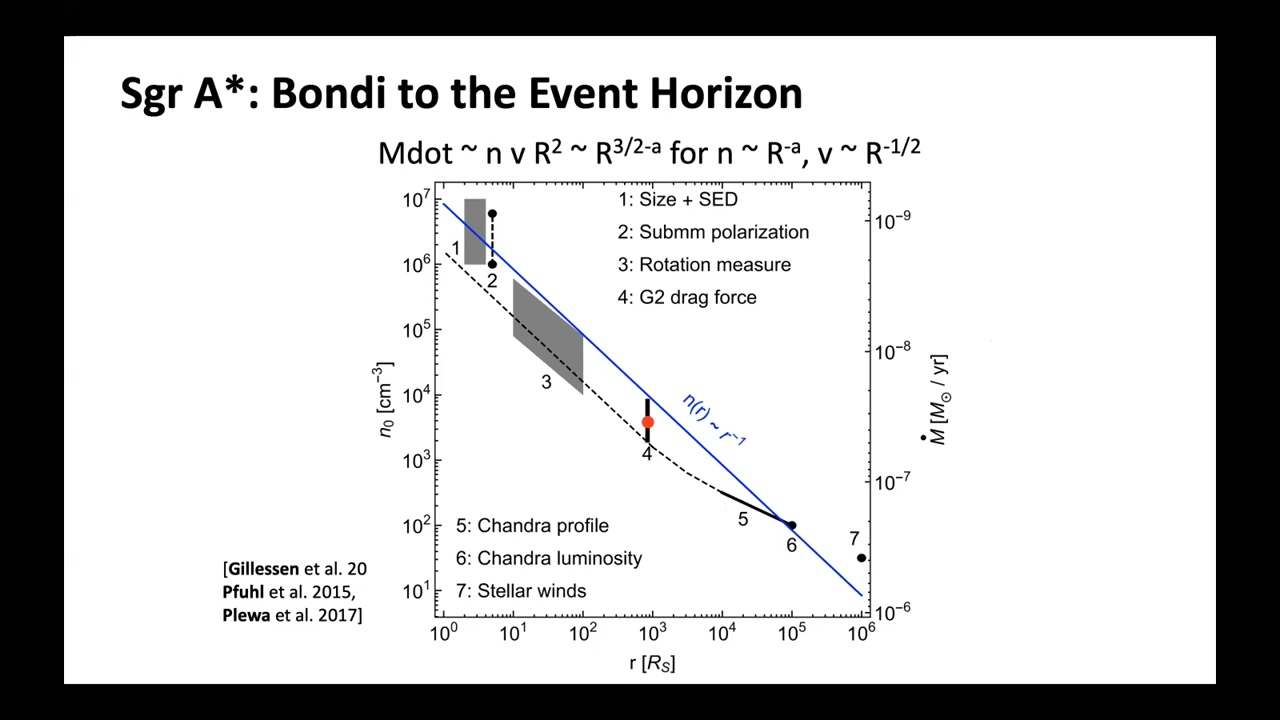 Sgr A*: Bondi to the Event Horizon
Mdot ~ n v R² ~ R³/²⁻ᵃ for n ~ R⁻ᵃ, v ~ R⁻¹/²
10⁷
10⁶
10⁵
10⁴
10³
10²
10¹
n₀ [cm⁻³]
1: Size + SED
2: Submm polarization
3: Rotation measure
4: G2 drag force
1
2
3
4
5
6
7
n(r) ~ r⁻¹
5: Chandra profile
6: Chandra luminosity
7: Stellar winds
10⁻⁹
10⁻⁸
10⁻⁷
10⁻⁶
Ṁ [M⊙ / yr]
10⁰ 10¹ 10² 10³ 10⁴ 10⁵ 10⁶
r [R_S]
[Gillessen et al. 20
Pfuhl et al. 2015,
Plewa et al. 2017]